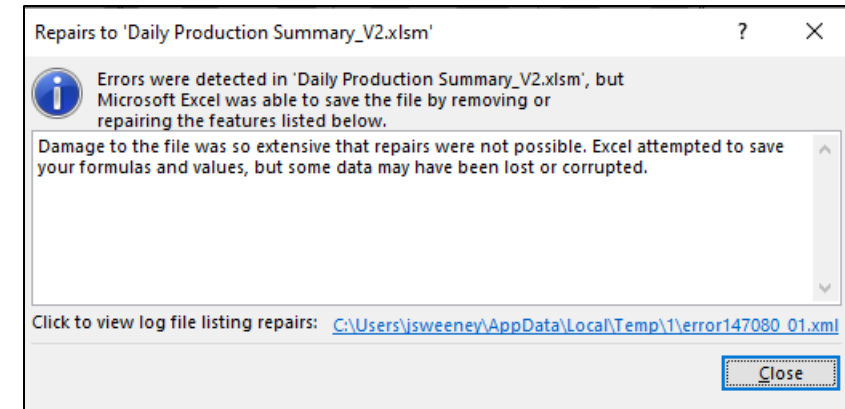 Repairs to 'Daily Production Summary_V2.xlsm'
?
Errors were detected in 'Daily Production Summary_V2.xlsm', but
Microsoft Excel was able to save the file by removing or
repairing the features listed below.
Damage to the file was so extensive that repairs were not possible. Excel attempted to save
your formulas and values, but some data may have been lost or corrupted.
Click to view log file listing repairs: C:\Users\jsweeney\AppData\Local\Temp\1\error147080_01.xml
Close